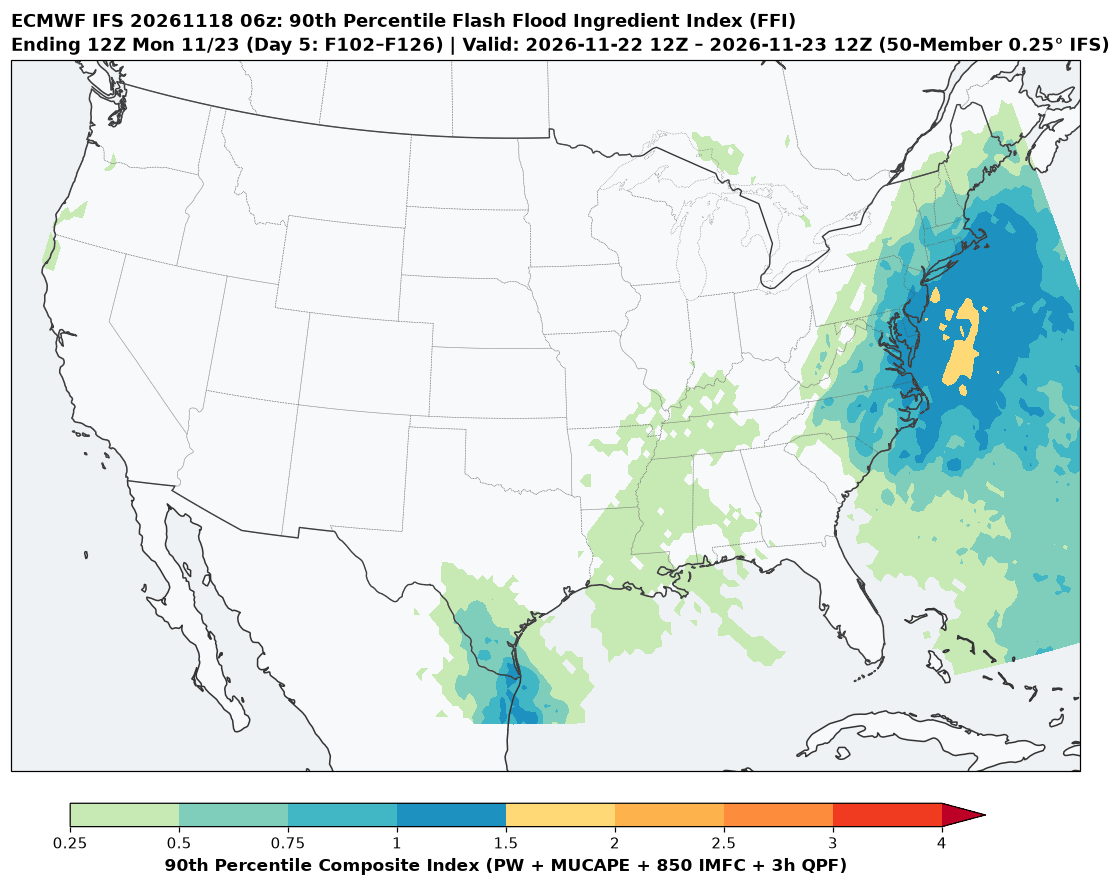 ECMWF IFS 20261118 06z: 90th Percentile Flash Flood Ingredient Index (FFI)
Ending 12Z Mon 11/23 (Day 5: F102–F126) | Valid: 2026-11-22 12Z – 2026-11-23 12Z (50-Member 0.25° IFS)
0.25 0.5 0.75 1 1.5 2 2.5 3 4
90th Percentile Composite Index (PW + MUCAPE + 850 IMFC + 3h QPF)